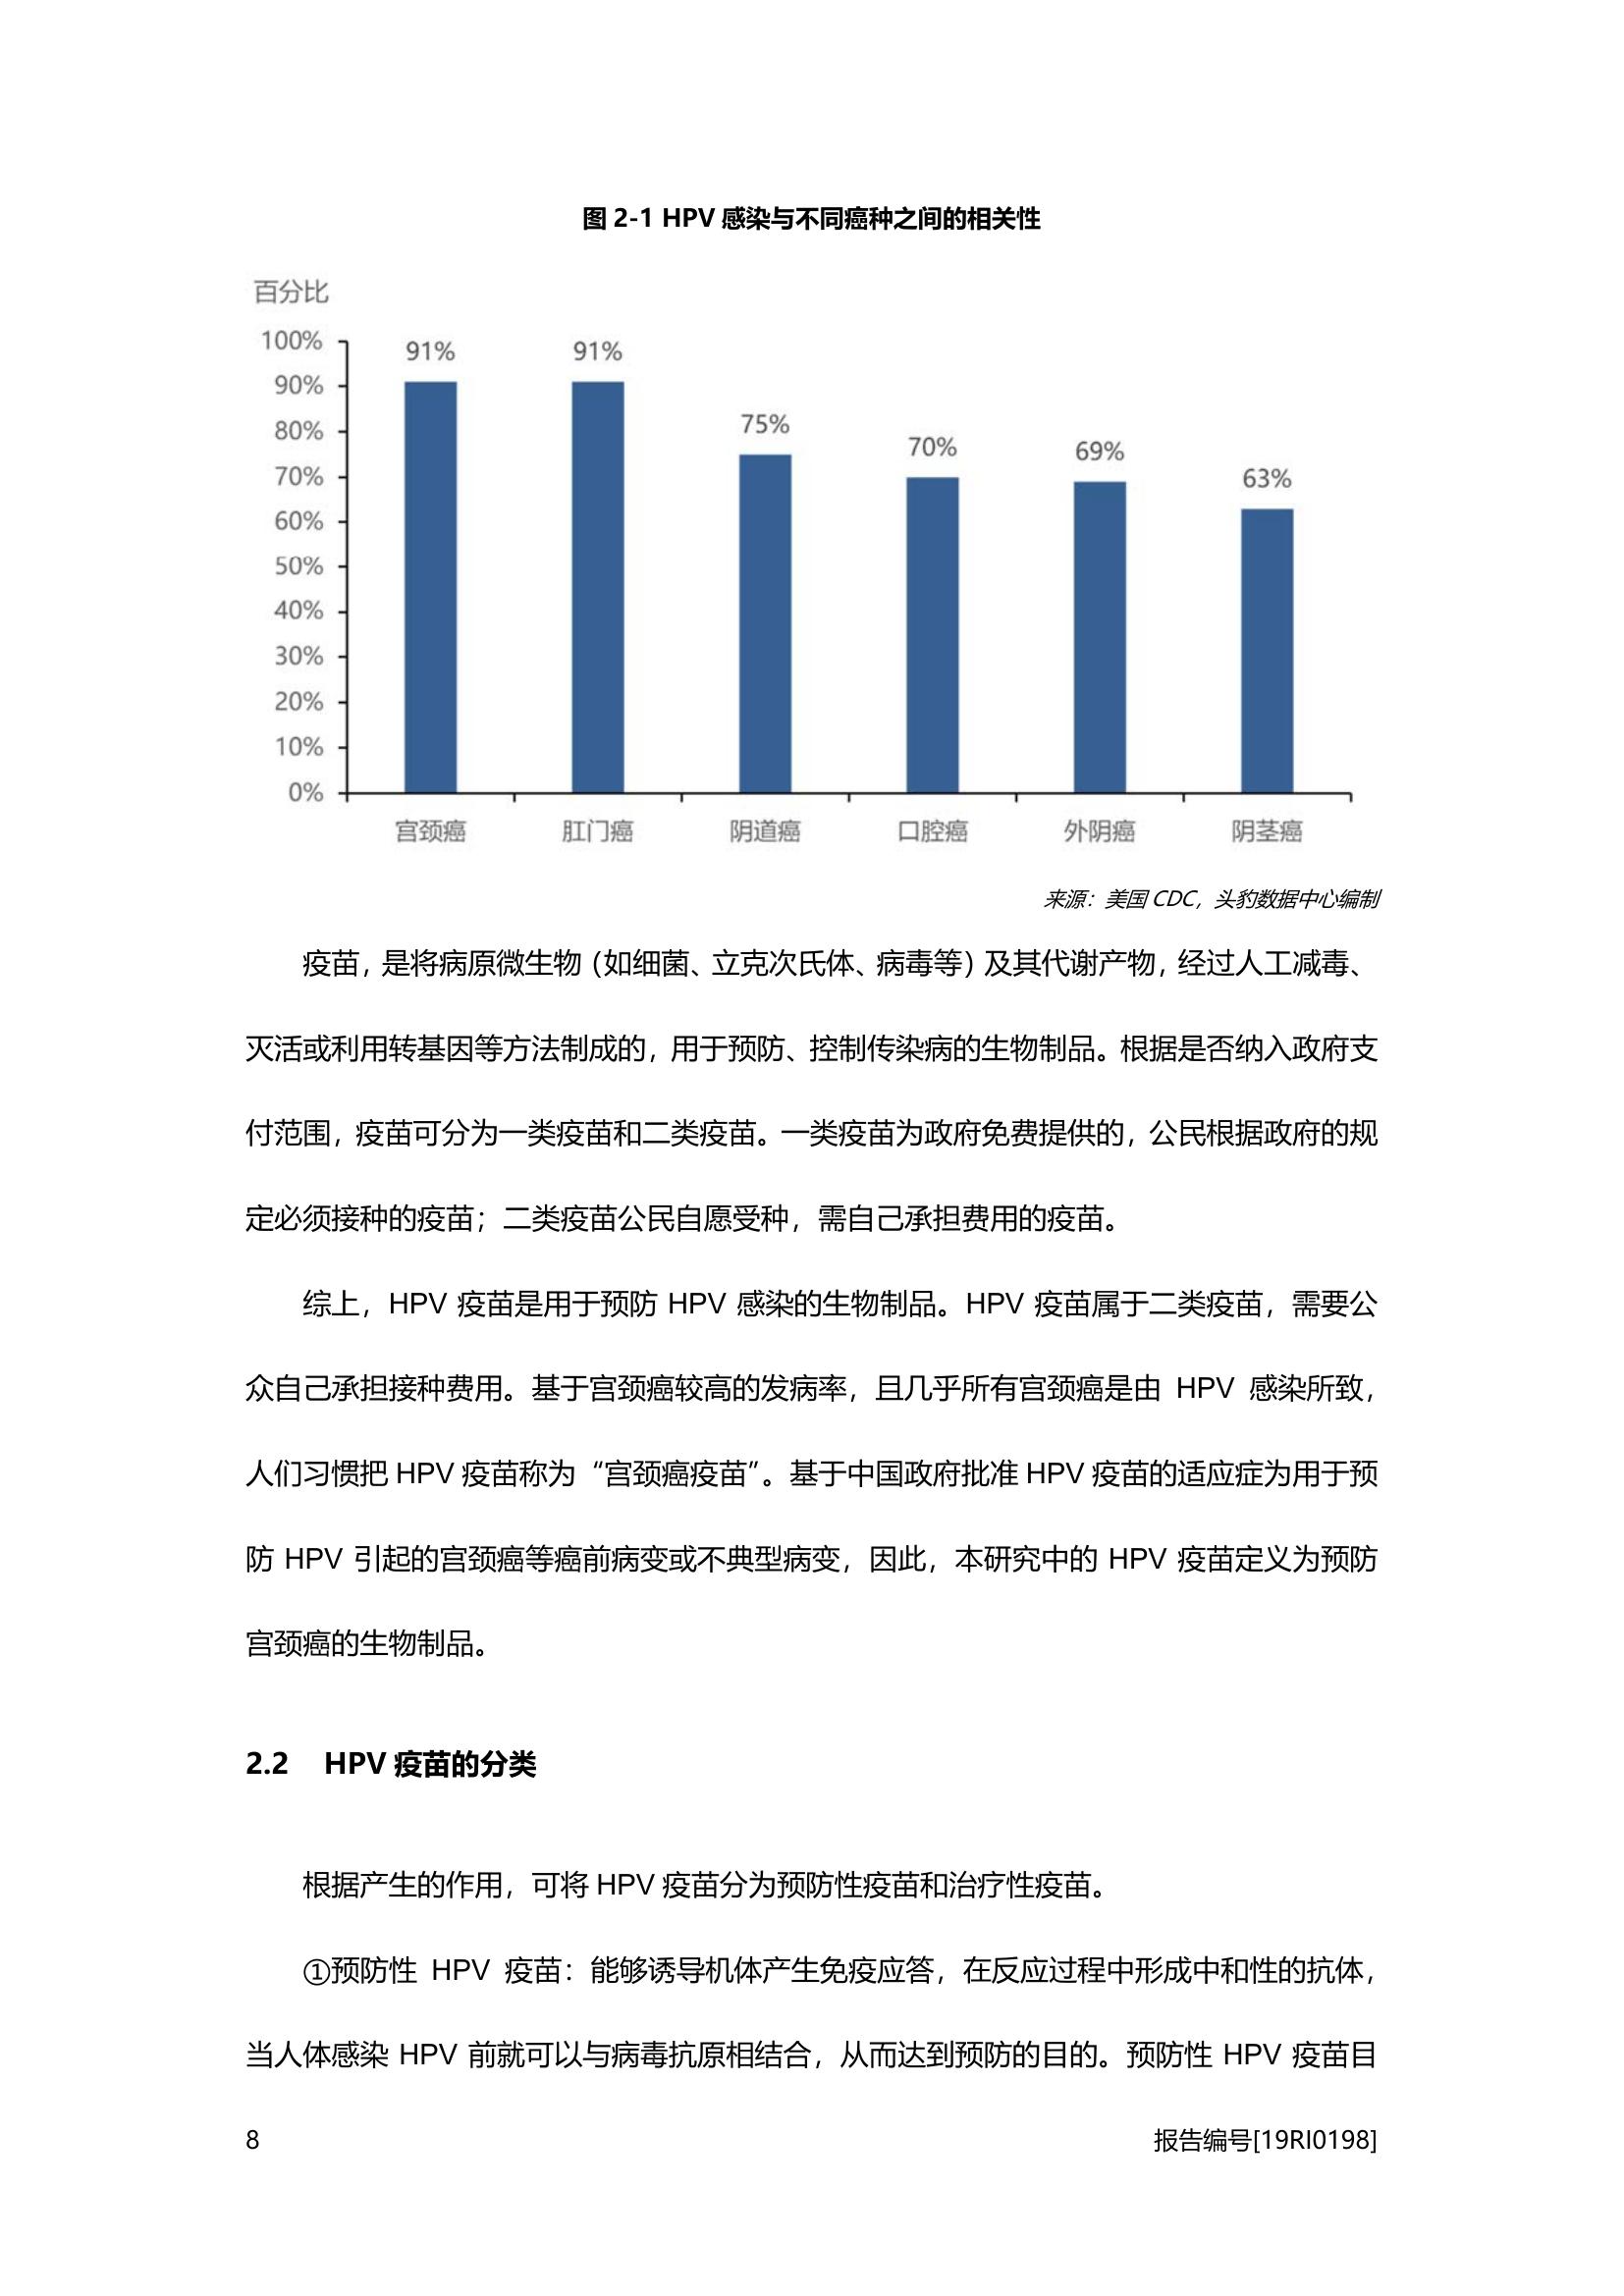 图 2-1 HPV 感染与不同癌种之间的相关性
百分比
100%
90%
80%
70%
60%
50%
40%
30%
20%
10%
0%
91%
91%
75%
70%
69%
63%
宫颈癌
肛门癌
阴道癌
口腔癌
外阴癌
阴茎癌
来源：美国 CDC，头豹数据中心编制
疫苗，是将病原微生物（如细菌、立克次氏体、病毒等）及其代谢产物，经过人工减毒、
灭活或利用转基因等方法制成的，用于预防、控制传染病的生物制品。根据是否纳入政府支
付范围，疫苗可分为一类疫苗和二类疫苗。一类疫苗为政府免费提供的，公民根据政府的规
定必须接种的疫苗；二类疫苗公民自愿受种，需自己承担费用的疫苗。
综上，HPV 疫苗是用于预防 HPV 感染的生物制品。HPV 疫苗属于二类疫苗，需要公
众自己承担接种费用。基于宫颈癌较高的发病率，且几乎所有宫颈癌是由 HPV 感染所致，
人们习惯把 HPV 疫苗称为“宫颈癌疫苗”。基于中国政府批准 HPV 疫苗的适应症为用于预
防 HPV 引起的宫颈癌等癌前病变或不典型病变，因此，本研究中的 HPV 疫苗定义为预防
宫颈癌的生物制品。
2.2 HPV 疫苗的分类
根据产生的作用，可将 HPV 疫苗分为预防性疫苗和治疗性疫苗。
①预防性 HPV 疫苗：能够诱导机体产生免疫应答，在反应过程中形成中和性的抗体，
当人体感染 HPV 前就可以与病毒抗原相结合，从而达到预防的目的。预防性 HPV 疫苗目
8
报告编号[19RI0198]